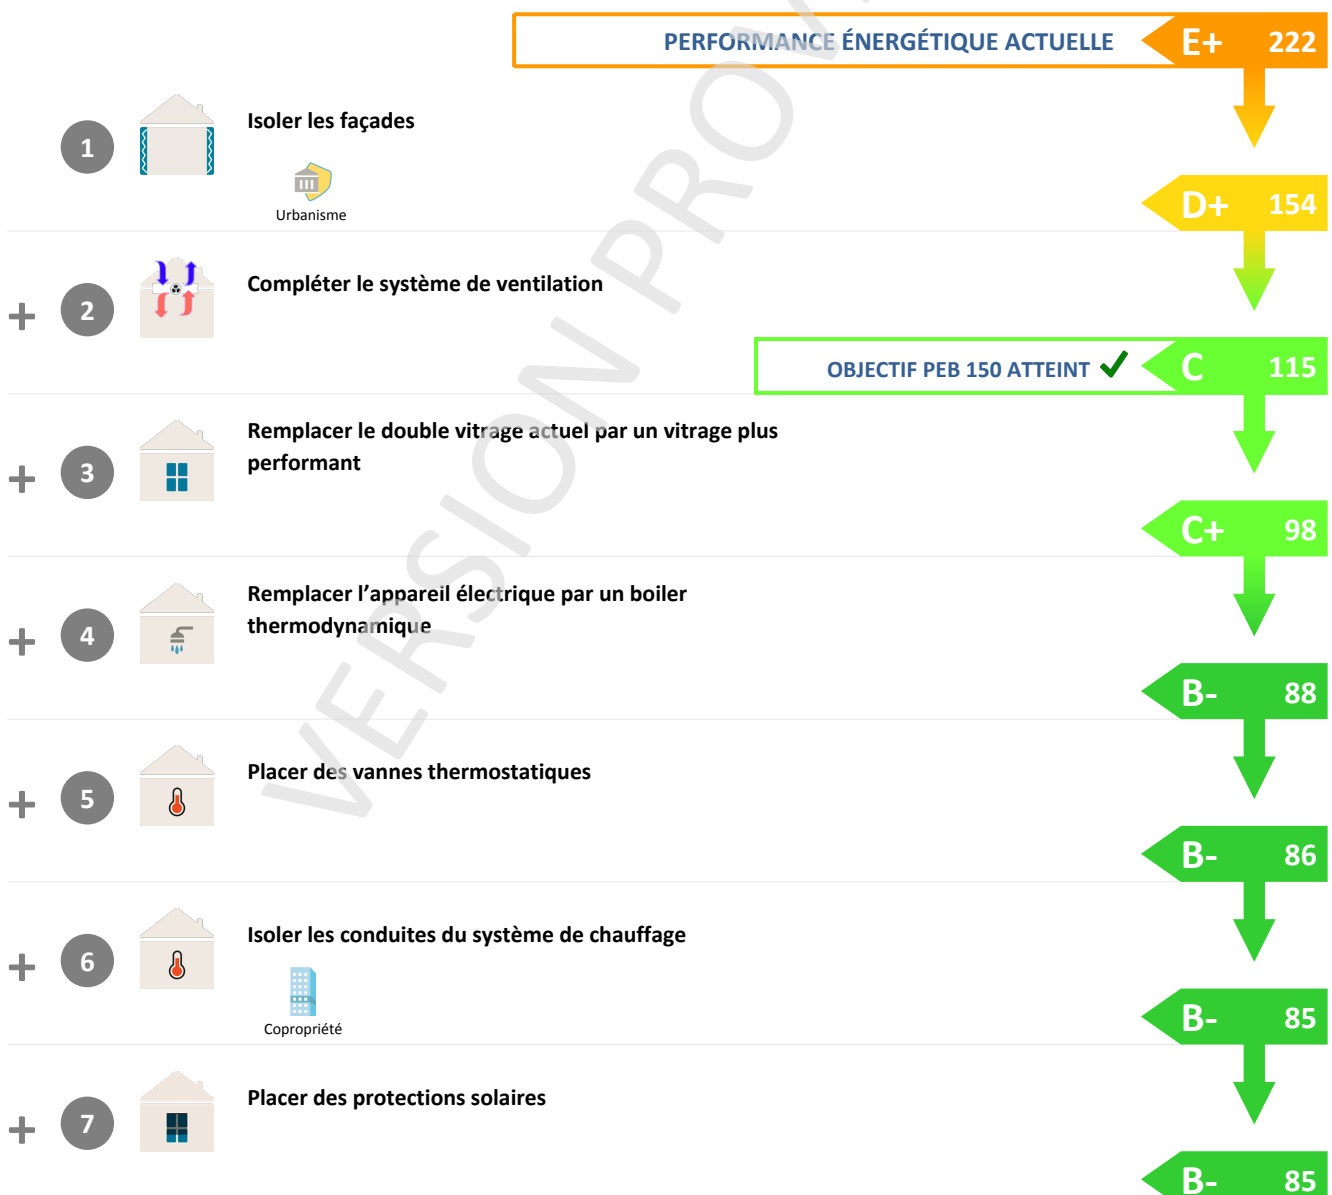 PERFORMANCE ÉNERGÉTIQUE ACTUELLE E+ 222
1 Isoler les façades
Urbanisme
D+ 154
+ 2 Compléter le système de ventilation
OBJECTIF PEB 150 ATTEINT ✔ C 115
+ 3 Remplacer le double vitrage actuel par un vitrage plus
performant
C+ 98
+ 4 Remplacer l’appareil électrique par un boiler
thermodynamique
B- 88
+ 5 Placer des vannes thermostatiques
B- 86
+ 6 Isoler les conduites du système de chauffage
Copropriété
B- 85
+ 7 Placer des protections solaires
B- 85
VERSION PROV